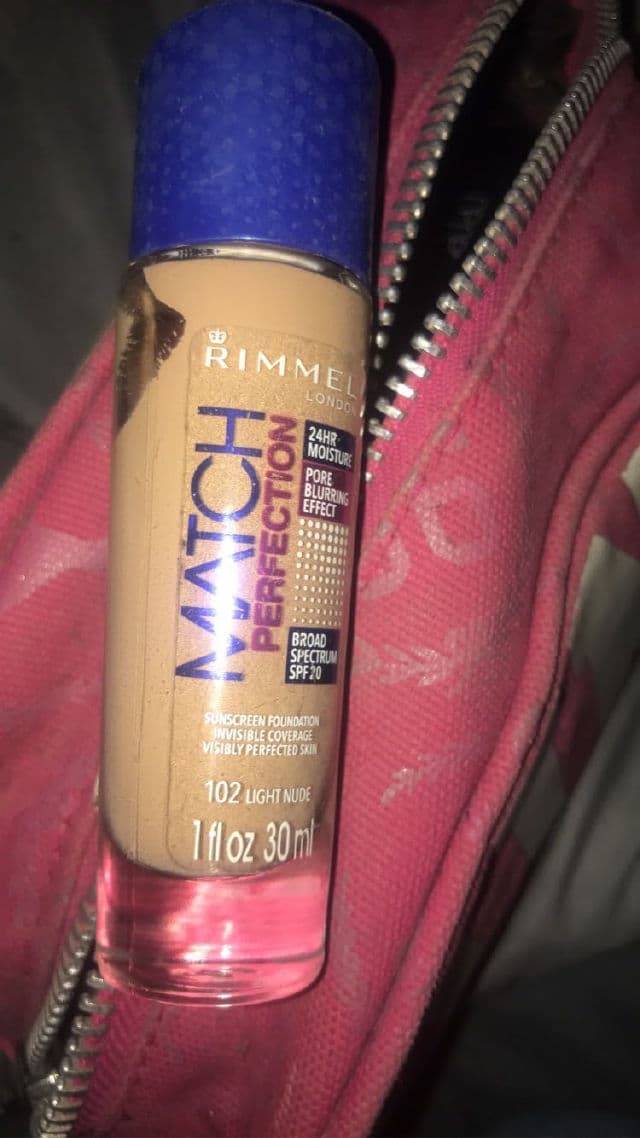 RIMMEL
LONDON
MATCH
PERFECTION
24HR
MOISTURE
PORE
BLURRING
EFFECT
BROAD
SPECTRUM
SPF 20
SUNSCREEN FOUNDATION
INVISIBLE COVERAGE
VISIBLY PERFECTED SKIN
102 LIGHT NUDE
1 fl oz 30 ml